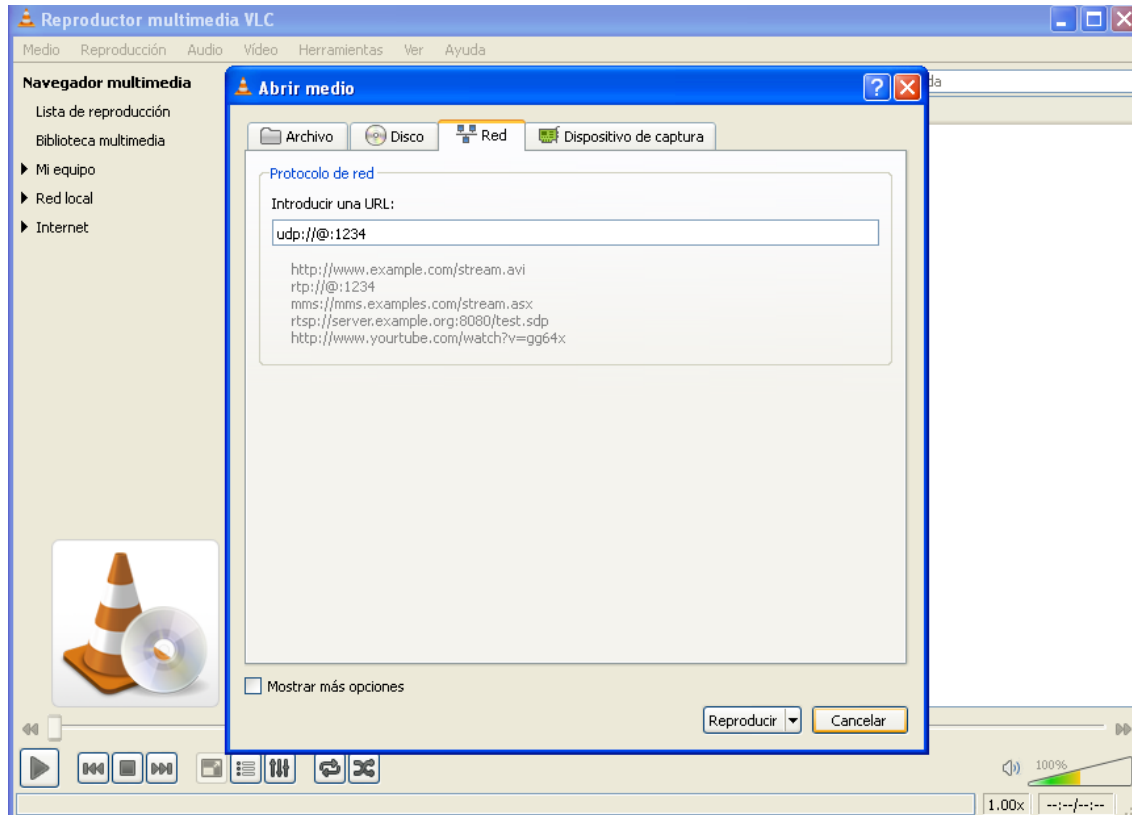 Reproductor multimedia VLC
Medio Reproducción Audio Vídeo Herramientas Ver Ayuda
Navegador multimedia
Lista de reproducción
Biblioteca multimedia
Mi equipo
Red local
Internet
Abrir medio
Archivo Disco Red Dispositivo de captura
Protocolo de red
Introducir una URL:
udp://@:1234
http://www.example.com/stream.avi
rtp://@:1234
mms://mms.examples.com/stream.asx
rtsp://server.example.org:8080/test.sdp
http://www.yourtube.com/watch?v=gg64x
Mostrar más opciones
Reproducir Cancelar
100%
1.00x --:--/--:--